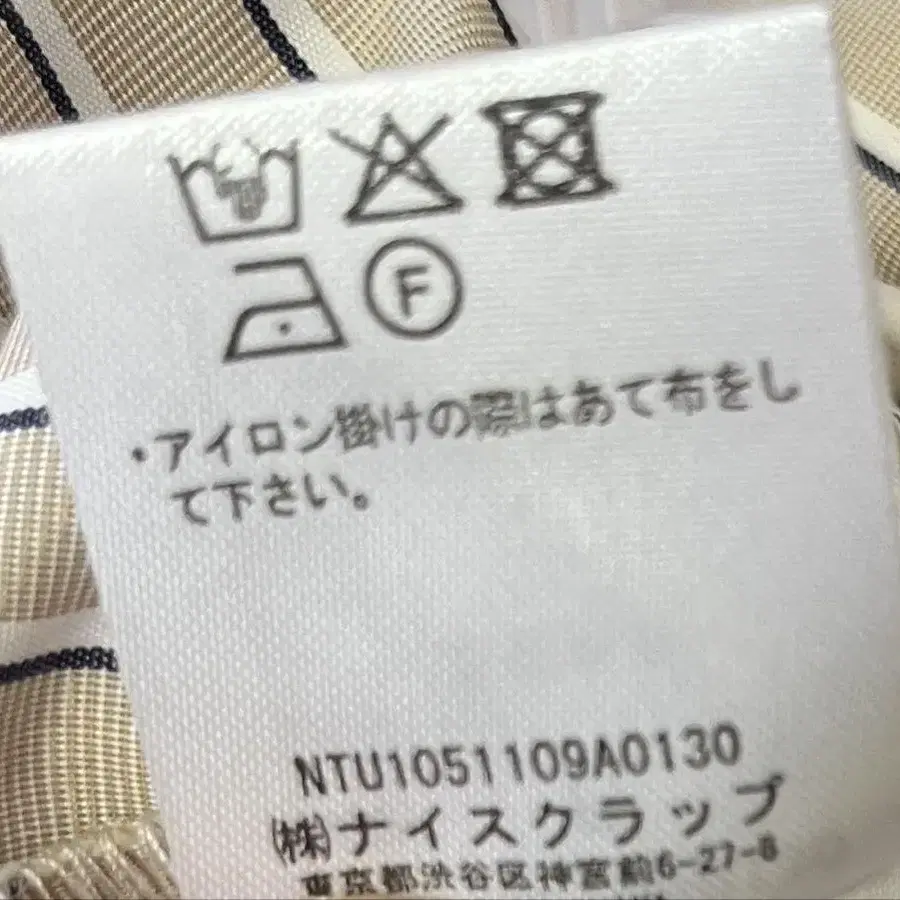 F
・アイロン掛けの際はあて布をし
て下さい。
NTU1051109A0130
㈱ナイスクラップ
東京都渋谷区神宮前6-27-8